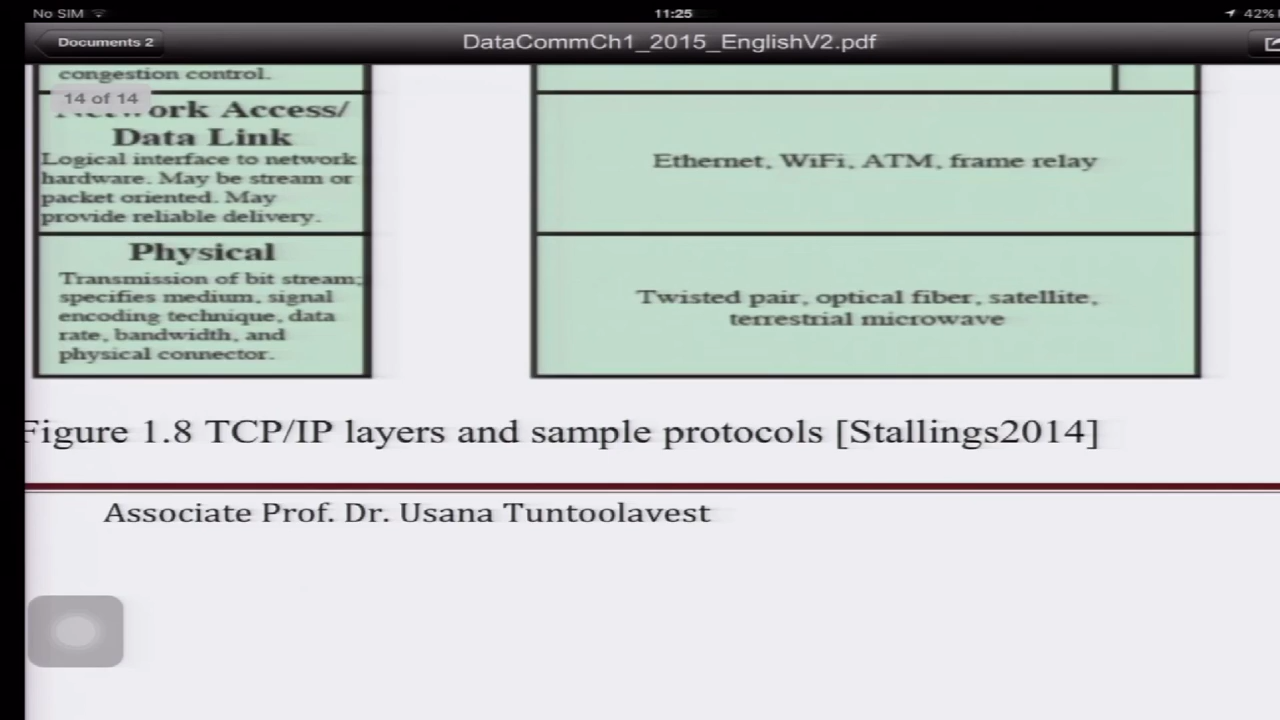 No SIM
11:25
42%
Documents 2
DataCommCh1_2015_EnglishV2.pdf
congestion control.
14 of 14
ork Access/
Data Link
Logical interface to network
hardware. May be stream or
packet oriented. May
provide reliable delivery.
Ethernet, WiFi, ATM, frame relay
Physical
Transmission of bit stream;
specifies medium, signal
encoding technique, data
rate, bandwidth, and
physical connector.
Twisted pair, optical fiber, satellite,
terrestrial microwave
Figure 1.8 TCP/IP layers and sample protocols [Stallings2014]
Associate Prof. Dr. Usana Tuntoolavest